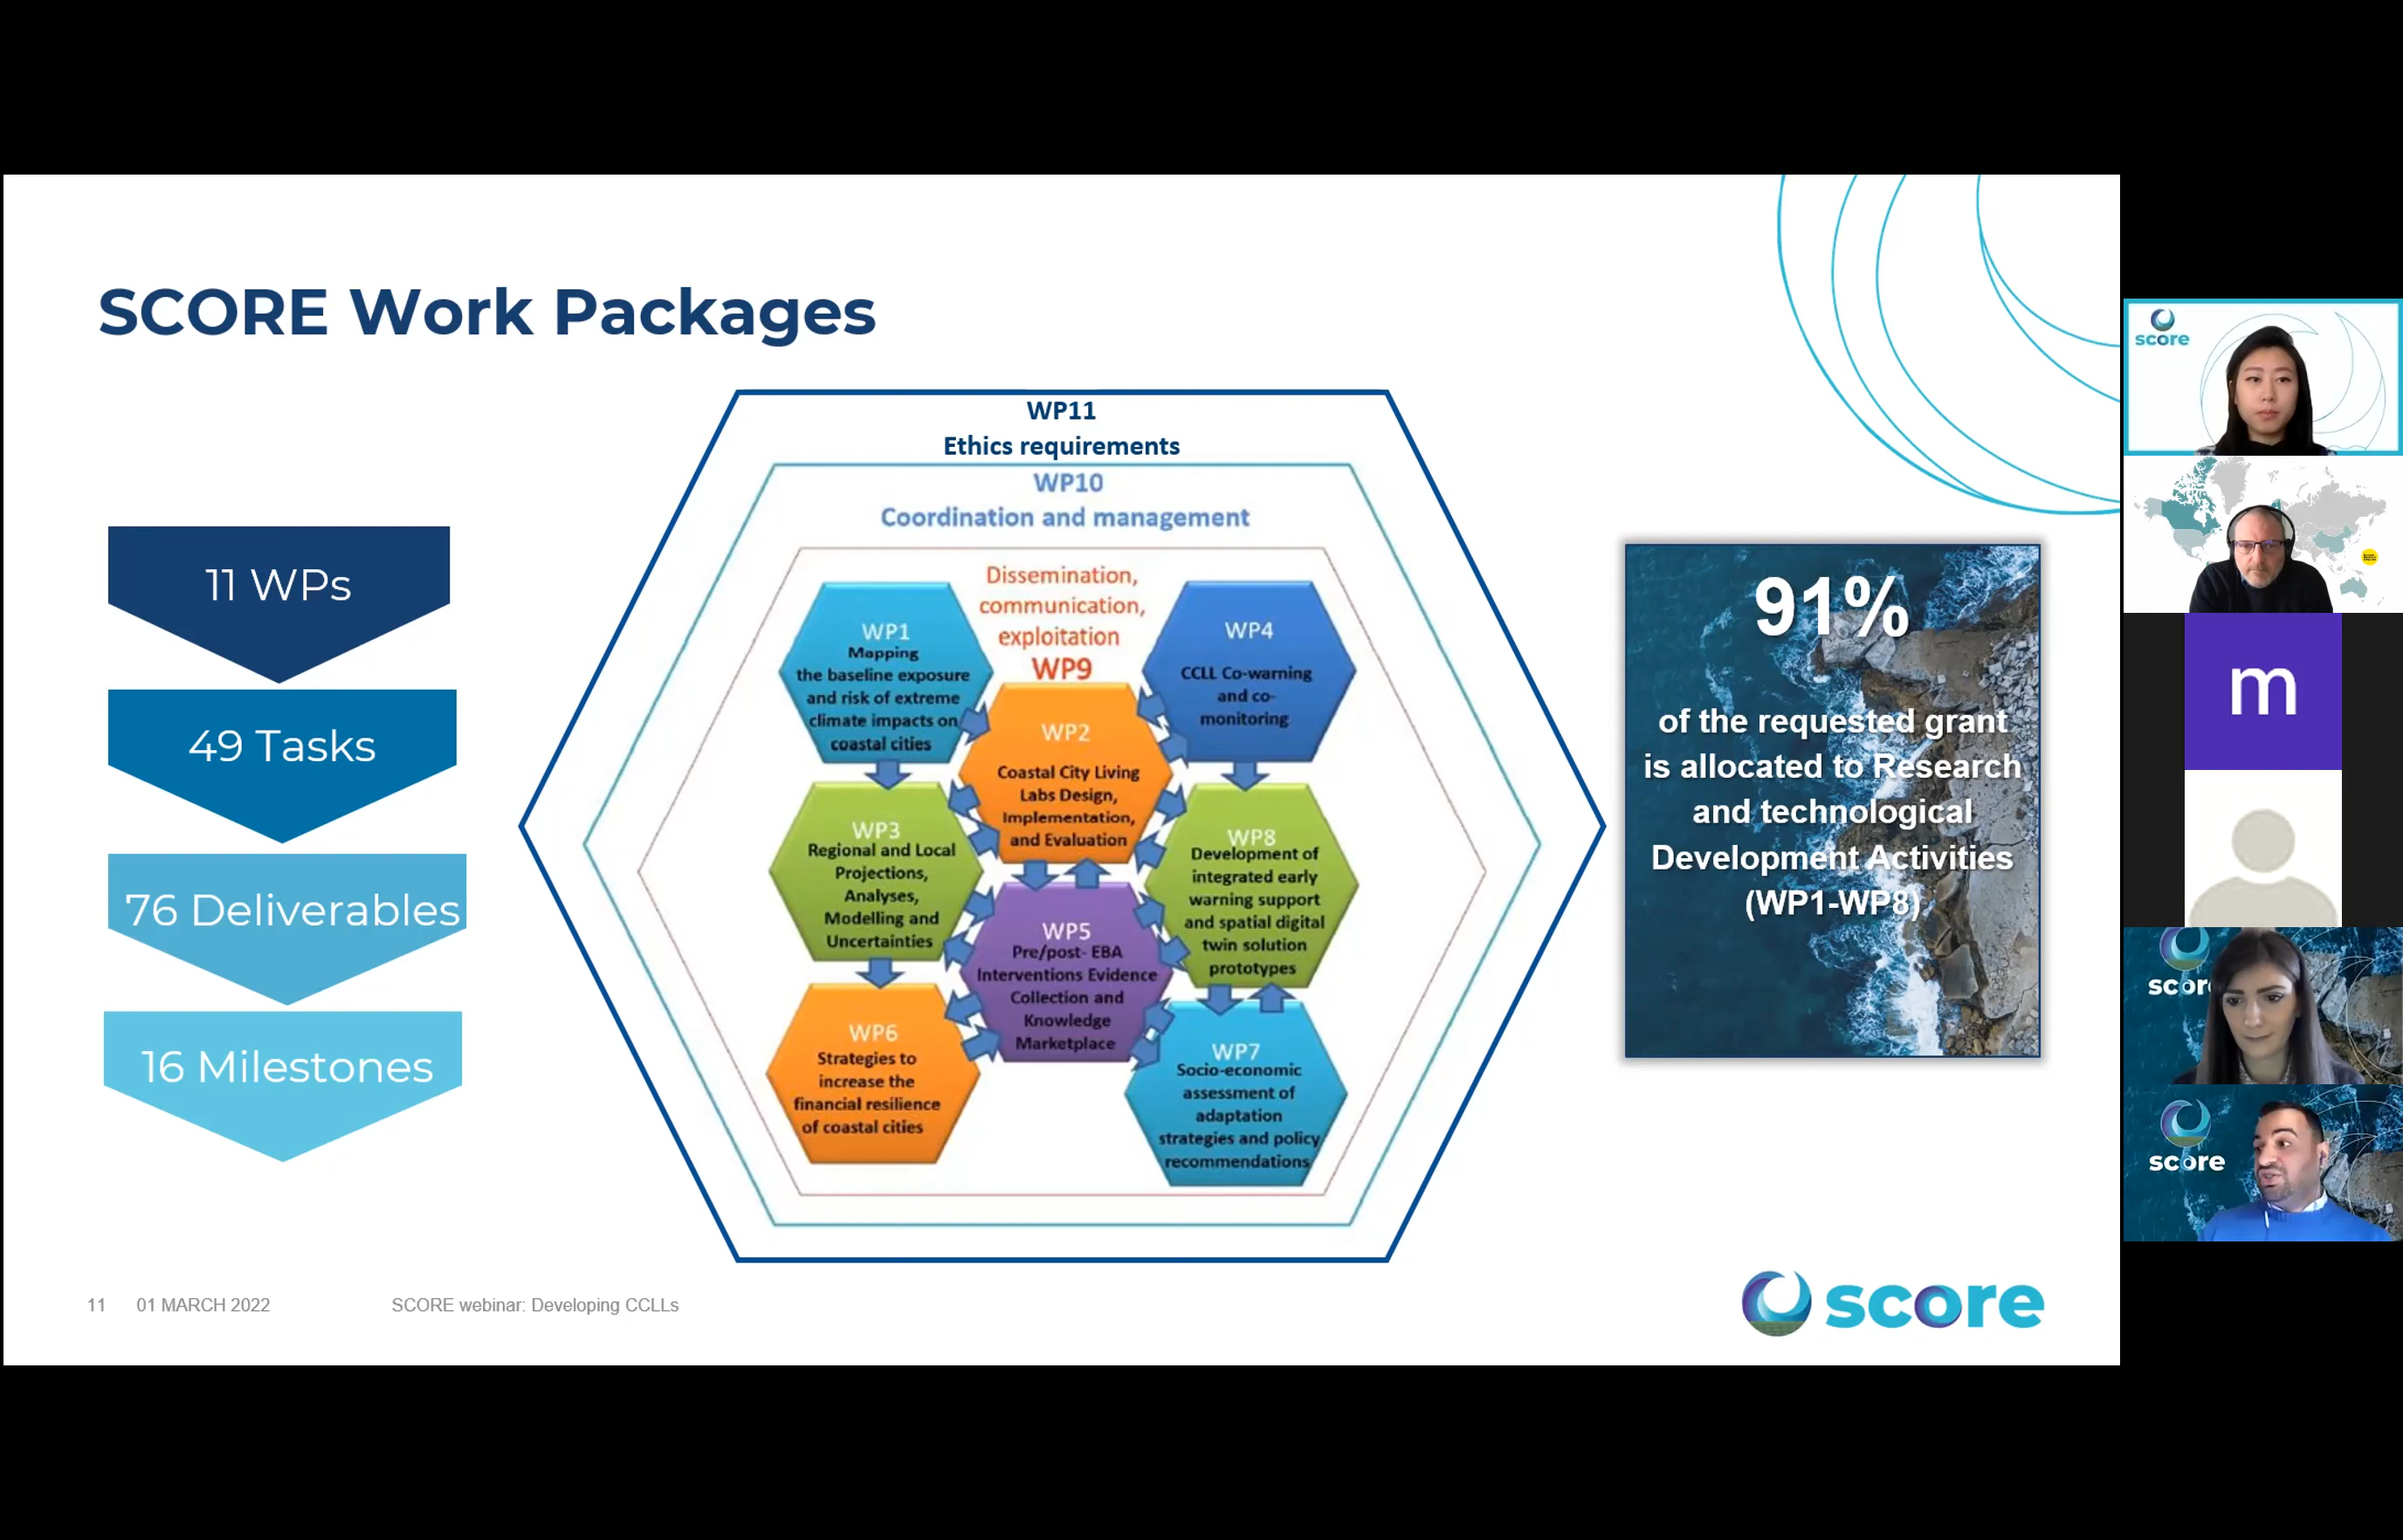 SCORE Work Packages
11 WPs
49 Tasks
76 Deliverables
16 Milestones
WP11
Ethics requirements
WP10
Coordination and management
Dissemination,
communication,
exploitation
WP9
WP1
Mapping
the baseline exposure
and risk of extreme
climate impacts on
coastal cities
WP4
CCLL Co-warning
and co-
monitoring
WP2
Coastal City Living
Labs Design,
Implementation,
and Evaluation
WP3
Regional and Local
Projections,
Analyses,
Modelling and
Uncertainties
WP8
Development of
integrated early
warning support
and spatial digital
twin solution
prototypes
WP5
Pre/post- EBA
Interventions Evidence
Collection and
Knowledge
Marketplace
WP6
Strategies to
increase the
financial resilience
of coastal cities
WP7
Socio-economic
assessment of
adaptation
strategies and policy
recommendations
91%
of the requested grant
is allocated to Research
and technological
Development Activities
(WP1-WP8)
11 01 MARCH 2022 SCORE webinar: Developing CCLLs
score
score
m
score
score